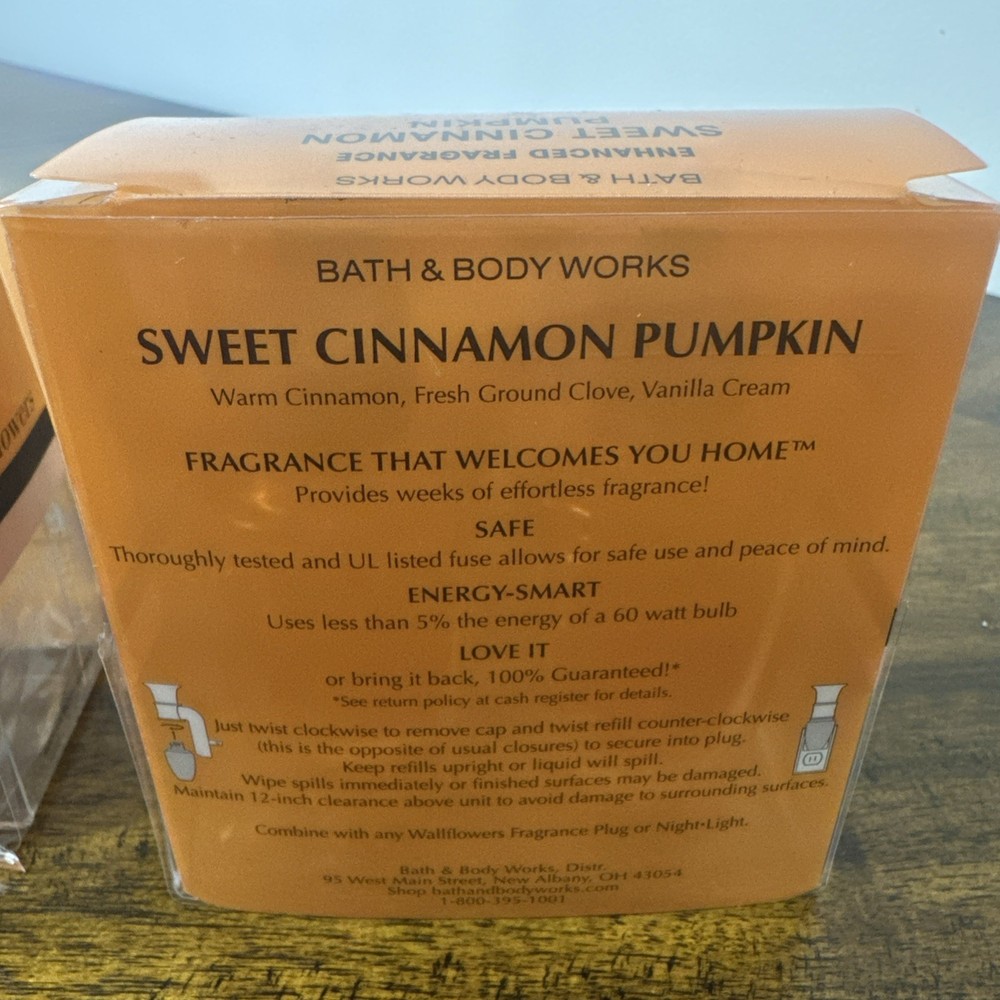 PUMPKIN
SWEET CINNAMON
ENHANCED FRAGRANCE
BATH & BODY WORKS
BATH & BODY WORKS
SWEET CINNAMON PUMPKIN
Warm Cinnamon, Fresh Ground Clove, Vanilla Cream
FRAGRANCE THAT WELCOMES YOU HOME™
Provides weeks of effortless fragrance!
SAFE
Thoroughly tested and UL listed fuse allows for safe use and peace of mind.
ENERGY-SMART
Uses less than 5% the energy of a 60 watt bulb
LOVE IT
or bring it back, 100% Guaranteed!*
*See return policy at cash register for details.
Just twist clockwise to remove cap and twist refill counter-clockwise
(this is the opposite of usual closures) to secure into plug.
Keep refills upright or liquid will spill.
Wipe spills immediately or finished surfaces may be damaged.
Maintain 12-inch clearance above unit to avoid damage to surrounding surfaces.
Combine with any Wallflowers Fragrance Plug or Night•Light.
Bath & Body Works, Distr.
95 West Main Street, New Albany, OH 43054
Shop bathandbodyworks.com
1-800-395-1001